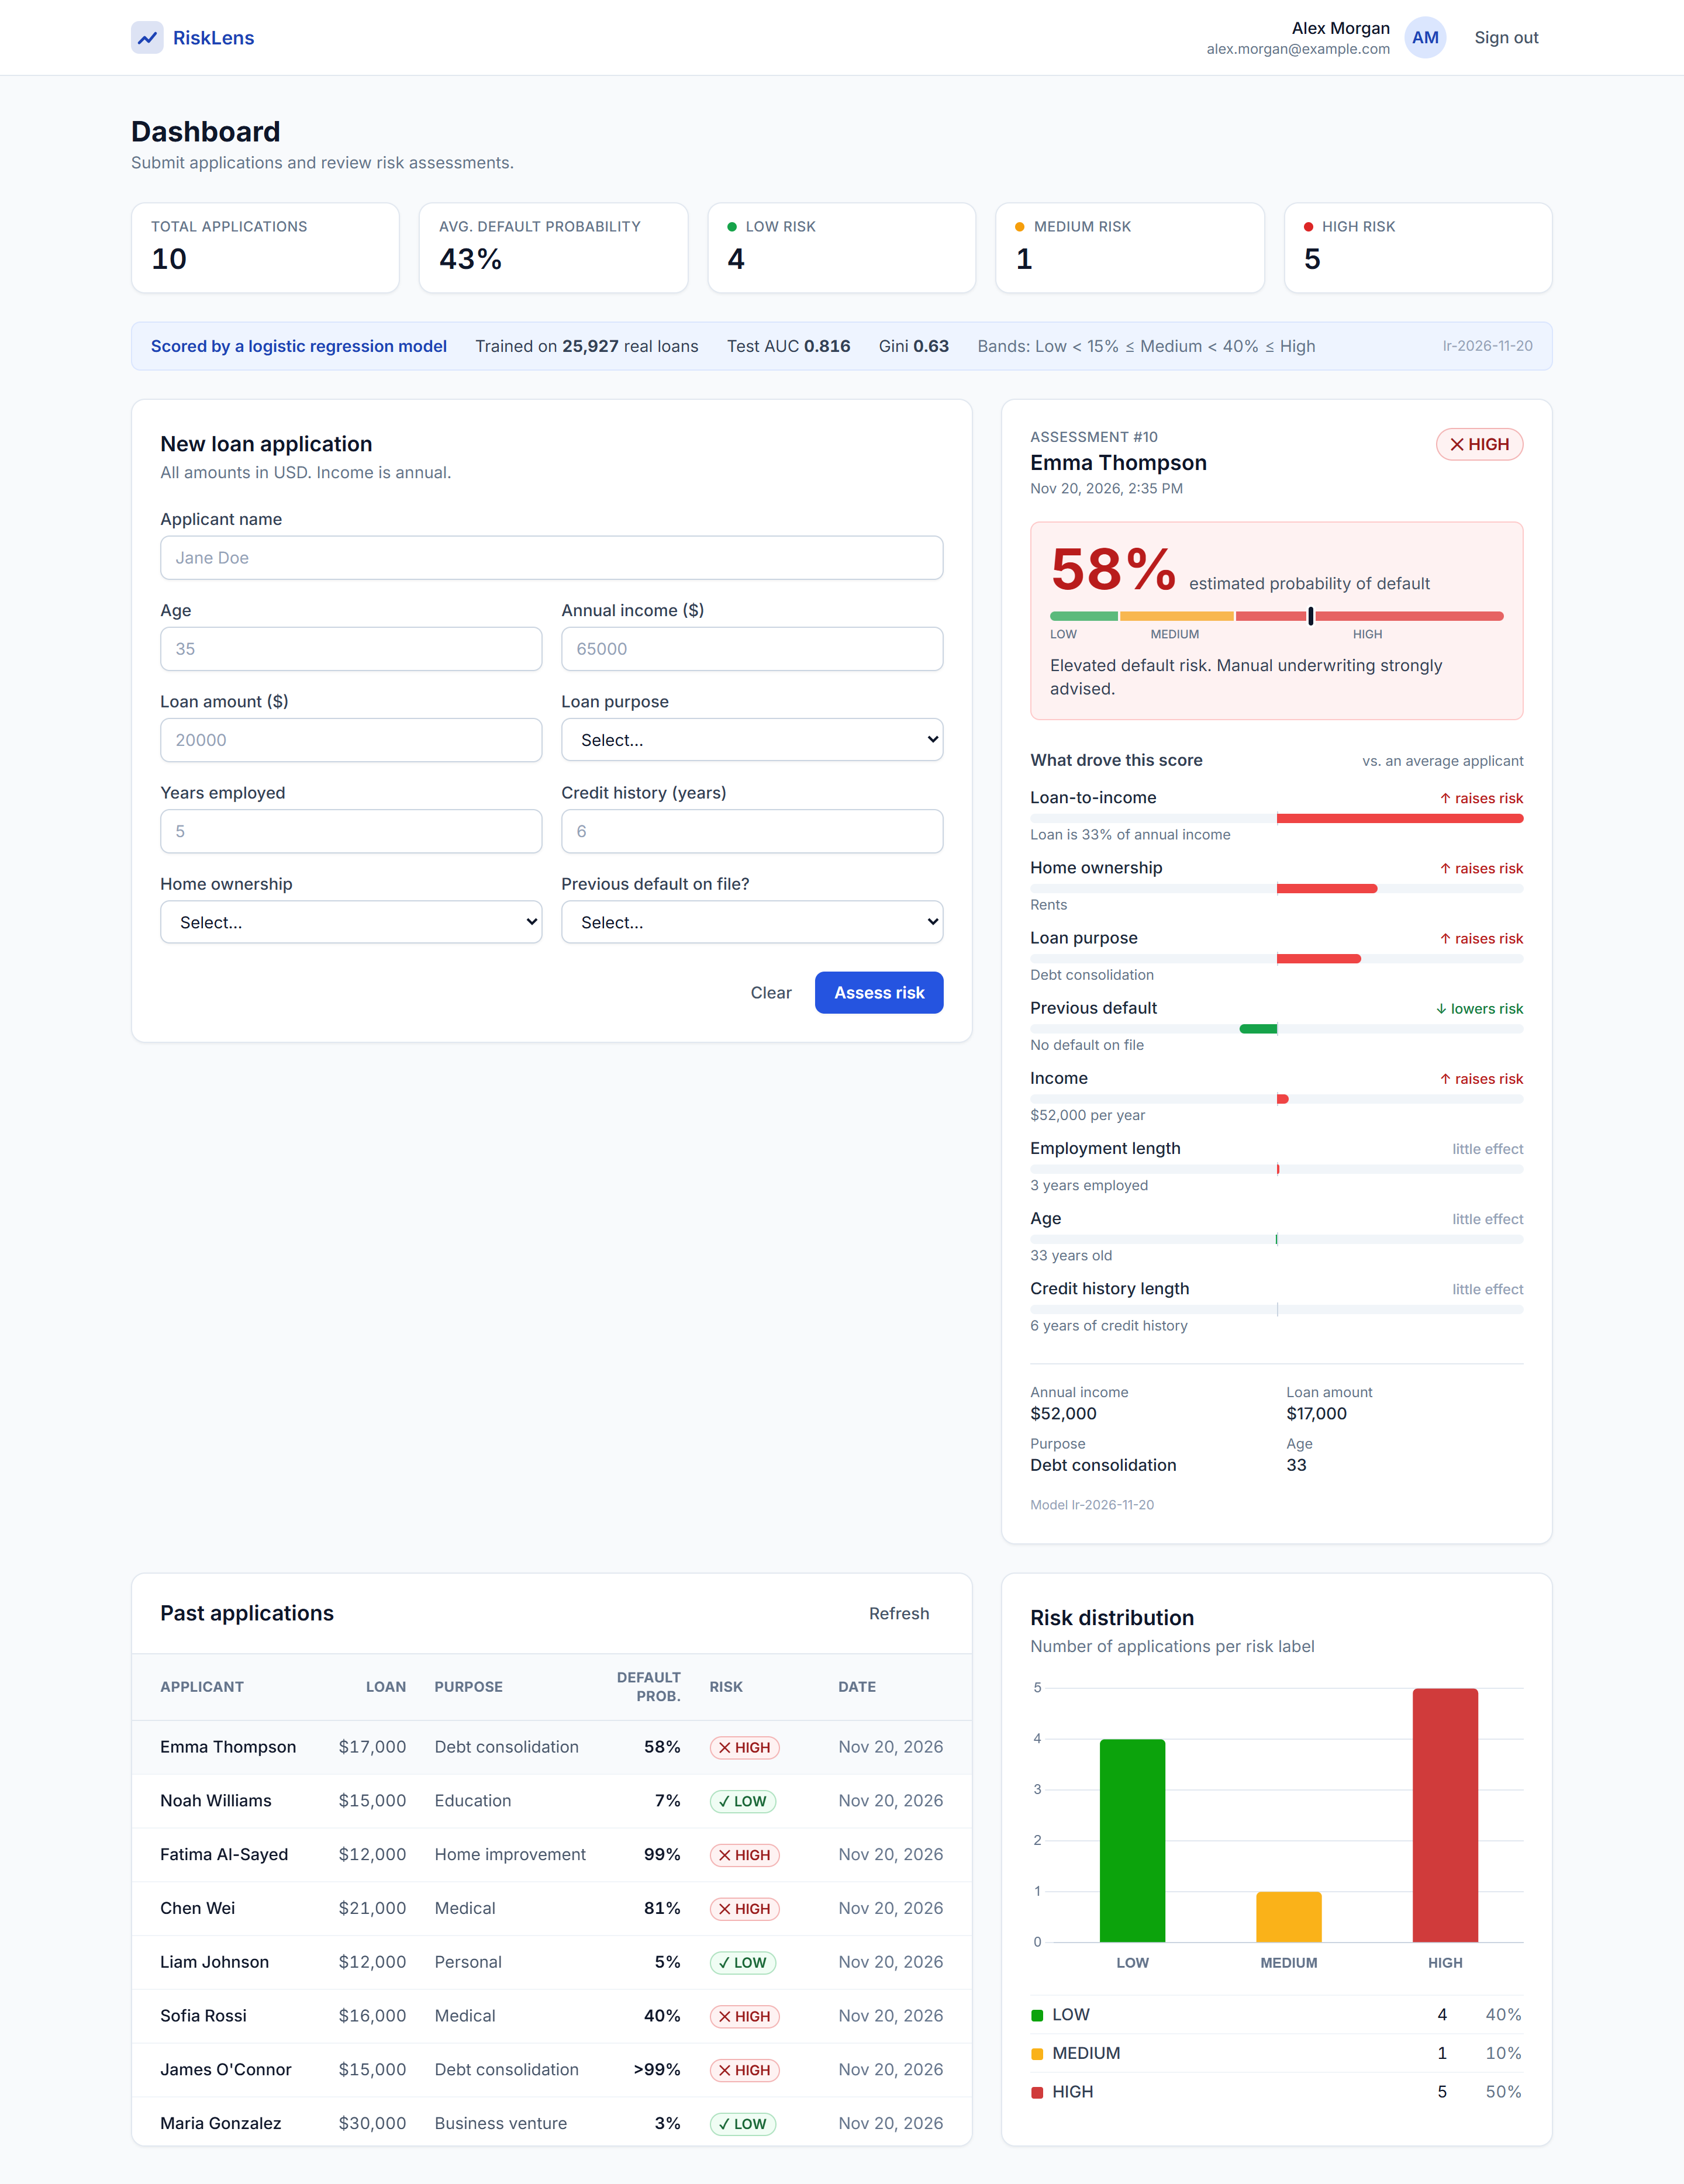 RiskLens
Alex Morgan
alex.morgan@example.com
AM
Sign out
Dashboard
Submit applications and review risk assessments.
TOTAL APPLICATIONS
10
AVG. DEFAULT PROBABILITY
43%
LOW RISK
4
MEDIUM RISK
1
HIGH RISK
5
Scored by a logistic regression model Trained on 25,927 real loans Test AUC 0.816 Gini 0.63 Bands: Low < 15% ≤ Medium < 40% ≤ High lr-2026-11-20
New loan application
All amounts in USD. Income is annual.
Applicant name
Jane Doe
Age
35
Annual income ($)
65000
Loan amount ($)
20000
Loan purpose
Select...
Years employed
5
Credit history (years)
6
Home ownership
Select...
Previous default on file?
Select...
Clear
Assess risk
ASSESSMENT #10
Emma Thompson
Nov 20, 2026, 2:35 PM
HIGH
58% estimated probability of default
LOW MEDIUM HIGH
Elevated default risk. Manual underwriting strongly
advised.
What drove this score vs. an average applicant
Loan-to-income ↑ raises risk
Loan is 33% of annual income
Home ownership ↑ raises risk
Rents
Loan purpose ↑ raises risk
Debt consolidation
Previous default ↓ lowers risk
No default on file
Income ↑ raises risk
$52,000 per year
Employment length little effect
3 years employed
Age little effect
33 years old
Credit history length little effect
6 years of credit history
Annual income
$52,000
Loan amount
$17,000
Purpose
Debt consolidation
Age
33
Model lr-2026-11-20
Past applications
Refresh
APPLICANT LOAN PURPOSE DEFAULT PROB. RISK DATE
Emma Thompson $17,000 Debt consolidation 58% HIGH Nov 20, 2026
Noah Williams $15,000 Education 7% LOW Nov 20, 2026
Fatima Al-Sayed $12,000 Home improvement 99% HIGH Nov 20, 2026
Chen Wei $21,000 Medical 81% HIGH Nov 20, 2026
Liam Johnson $12,000 Personal 5% LOW Nov 20, 2026
Sofia Rossi $16,000 Medical 40% HIGH Nov 20, 2026
James O'Connor $15,000 Debt consolidation >99% HIGH Nov 20, 2026
Maria Gonzalez $30,000 Business venture 3% LOW Nov 20, 2026
Risk distribution
Number of applications per risk label
5
4
3
2
1
0
LOW MEDIUM HIGH
LOW 4 40%
MEDIUM 1 10%
HIGH 5 50%